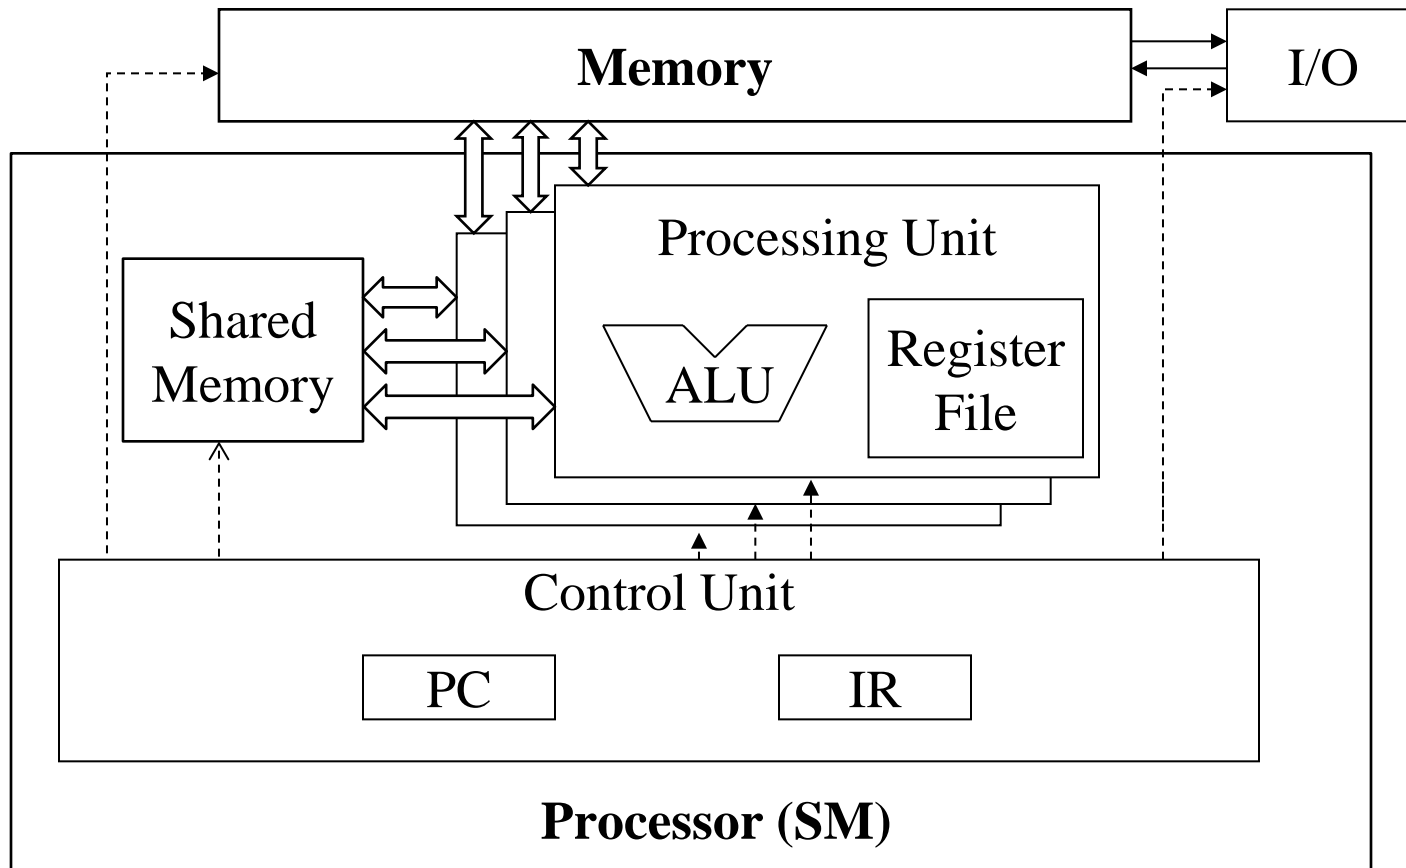 Memory
I/O
Processing Unit
Shared
Memory
ALU
Register
File
Control Unit
PC
IR
Processor (SM)